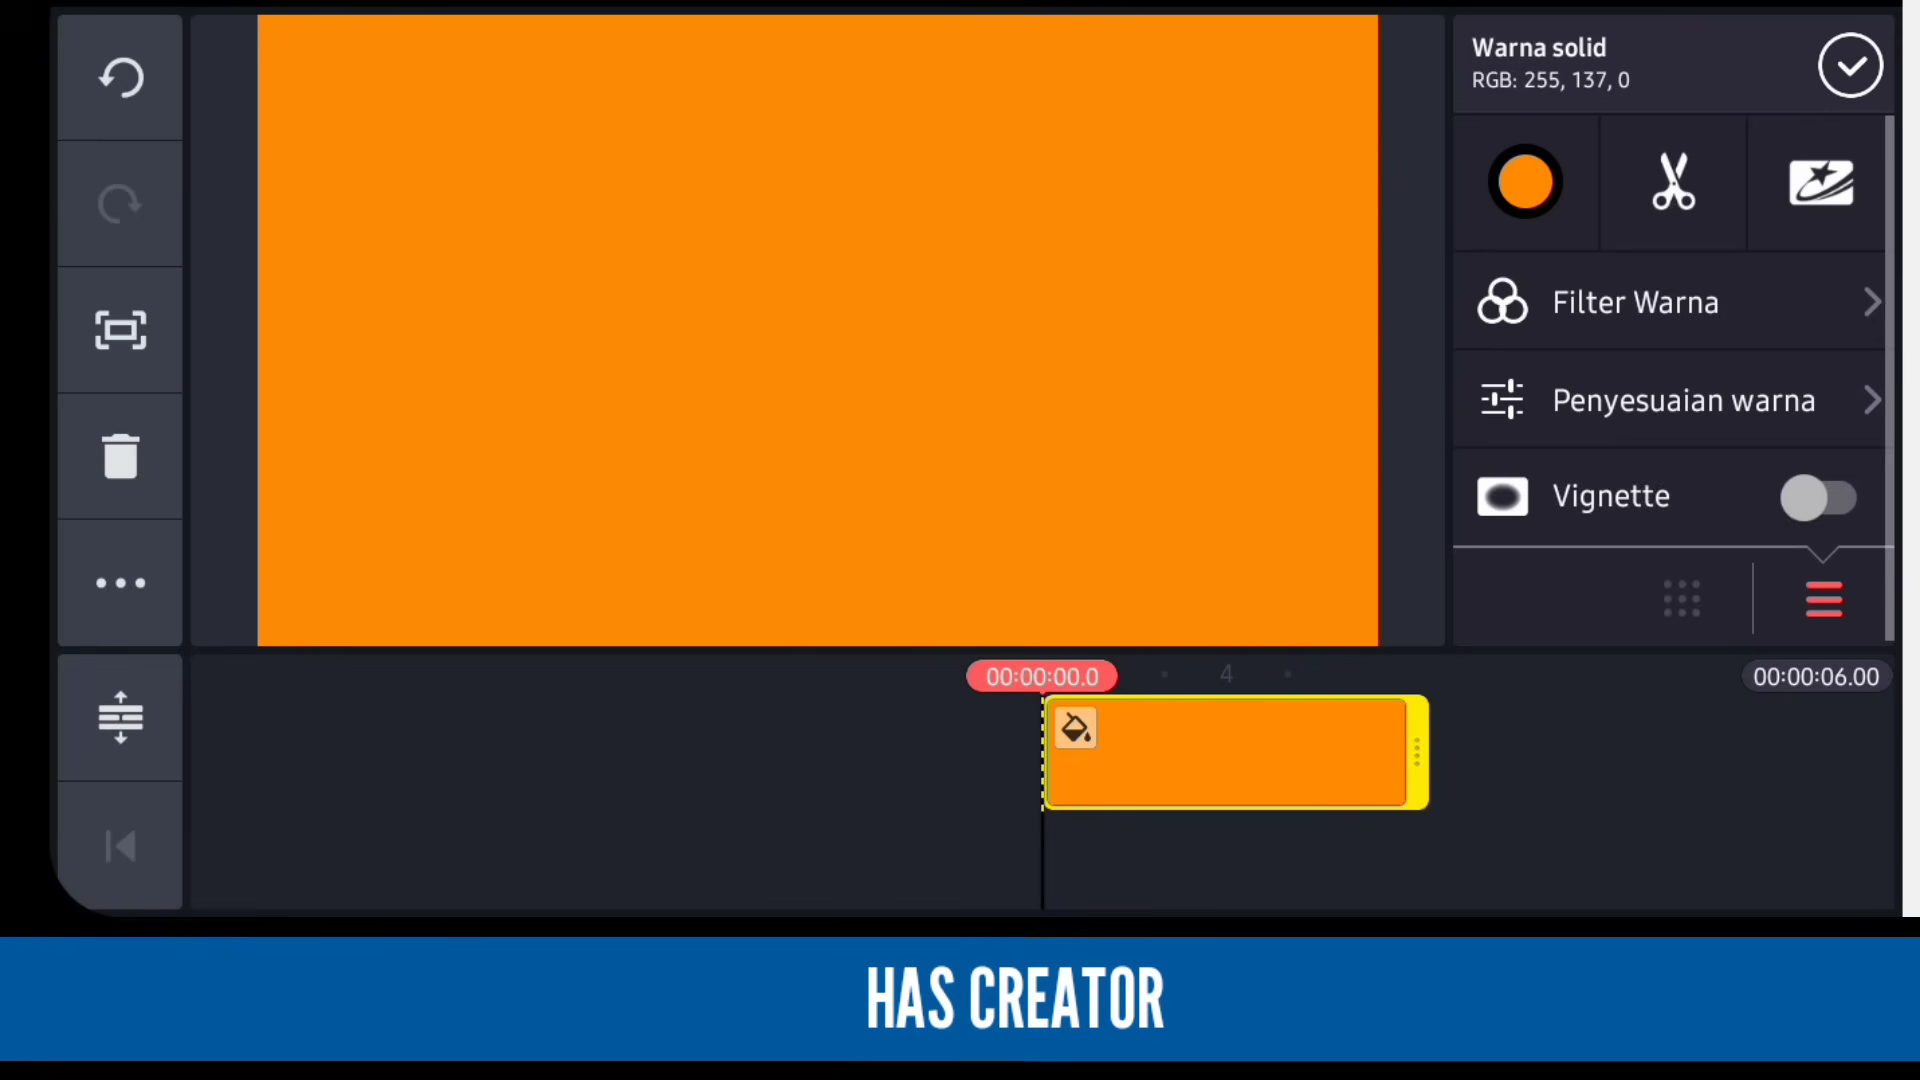 Warna solid
RGB: 255, 137, 0
Filter Warna
Penyesuaian warna
Vignette
00:00:00.0
4
00:00:06.00
HAS CREATOR